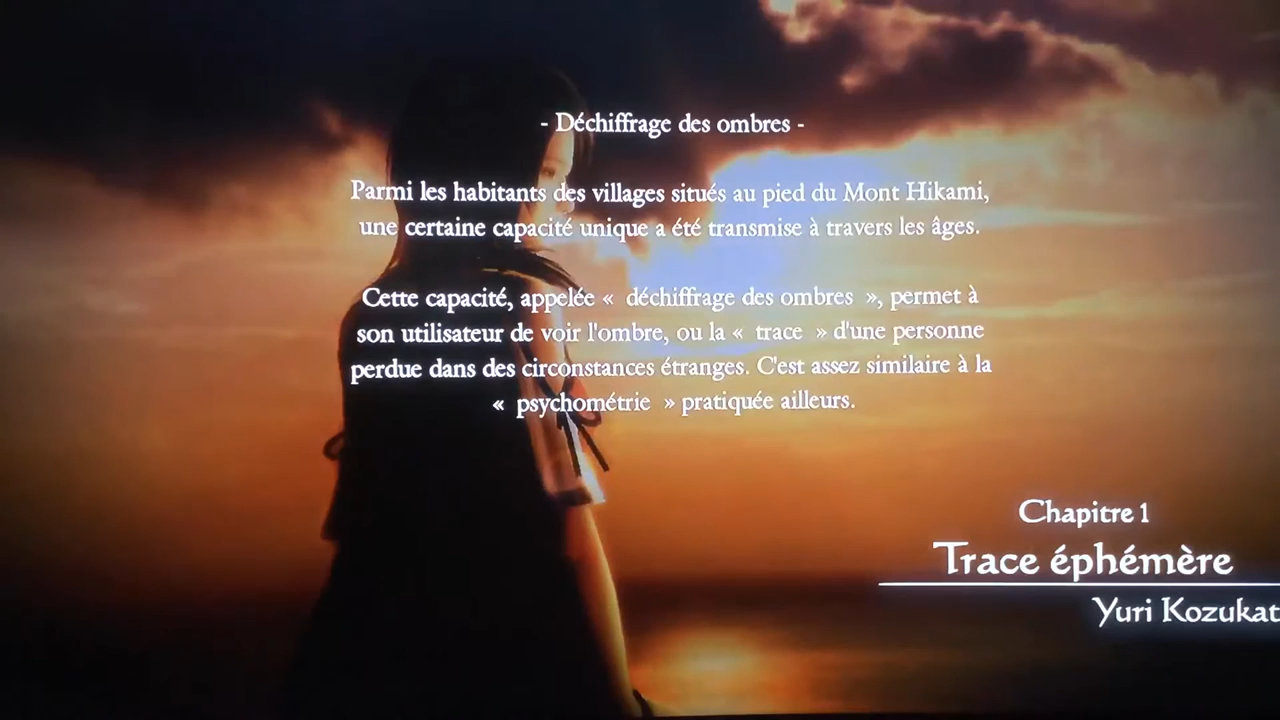 - Déchiffrage des ombres -
Parmi les habitants des villages situés au pied du Mont Hikami,
une certaine capacité unique a été transmise à travers les âges.
Cette capacité, appelée «  déchiffrage des ombres  », permet à
son utilisateur de voir l'ombre, ou la «  trace  » d'une personne
perdue dans des circonstances étranges. C'est assez similaire à la
«  psychométrie  » pratiquée ailleurs.
Chapitre 1
Trace éphémère
Yuri Kozukat